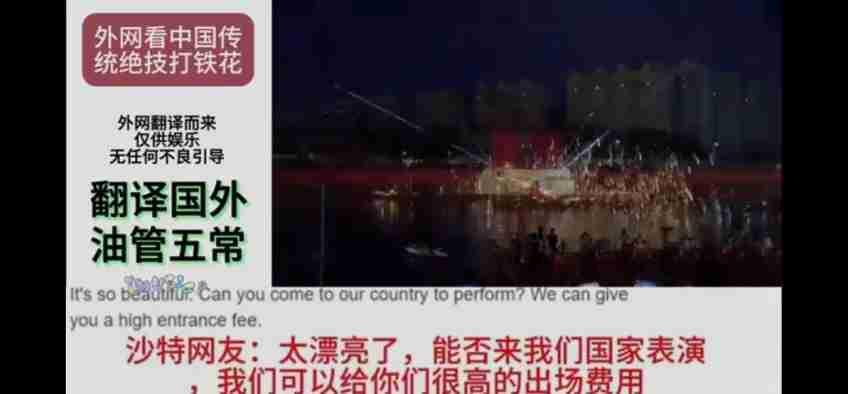 外网看中国传
统绝技打铁花
外网翻译而来
仅供娱乐
无任何不良引导
翻译国外
油管五常
It's so beautiful. Can you come to our country to perform? We can give
you a high entrance fee.
沙特网友：太漂亮了，能否来我们国家表演
，我们可以给你们很高的出场费用